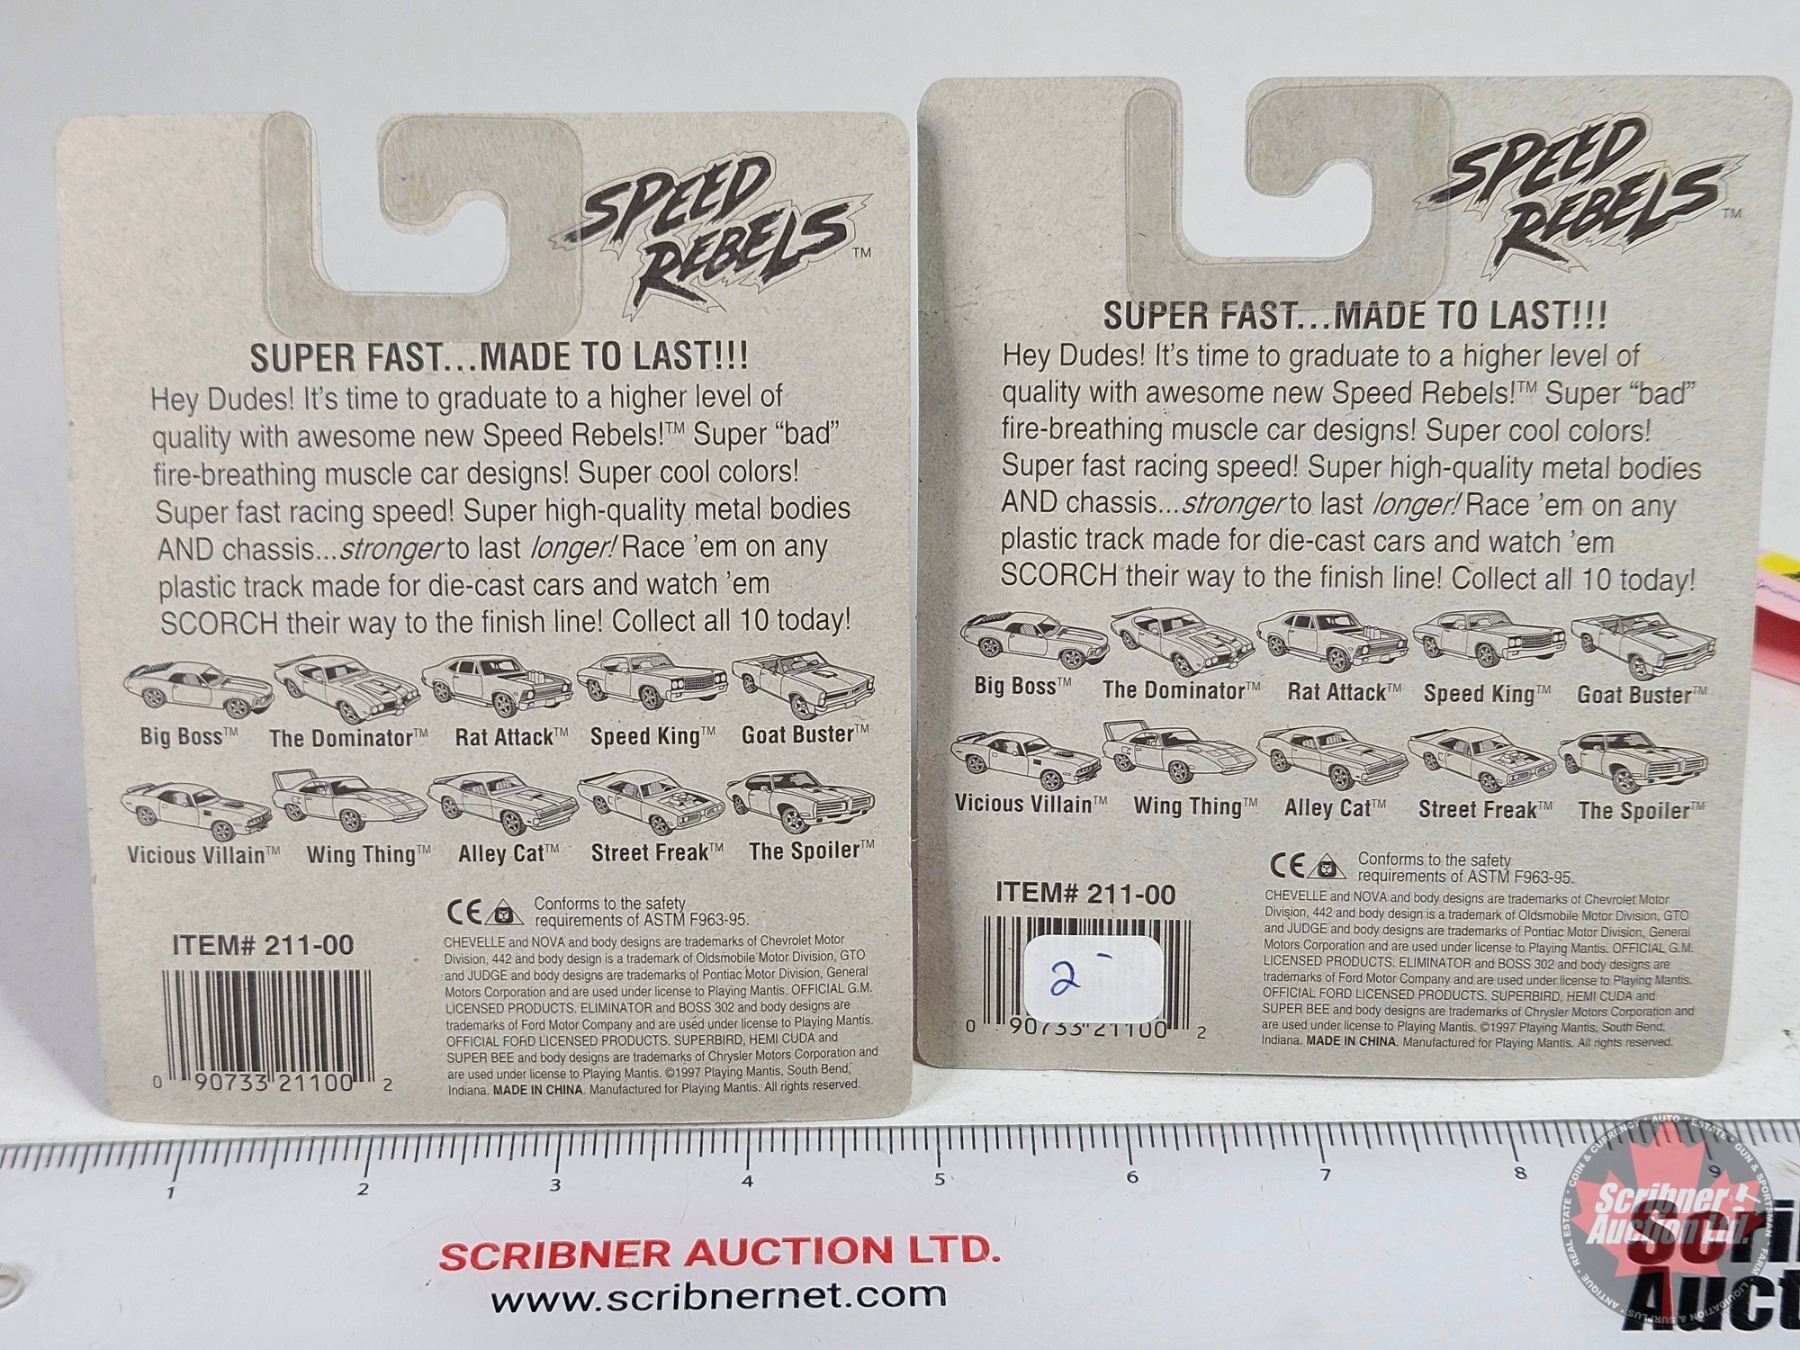 SPEED
REBELS™
SUPER FAST...MADE TO LAST!!!
Hey Dudes! It's time to graduate to a higher level of
quality with awesome new Speed Rebels!™ Super “bad”
fire-breathing muscle car designs! Super cool colors!
Super fast racing speed! Super high-quality metal bodies
AND chassis...stronger to last longer! Race ’em on any
plastic track made for die-cast cars and watch ’em
SCORCH their way to the finish line! Collect all 10 today!
Big Boss™ The Dominator™ Rat Attack™ Speed King™ Goat Buster™
Vicious Villain™ Wing Thing™ Alley Cat™ Street Freak™ The Spoiler™
CE Conforms to the safety
requirements of ASTM F963-95.
ITEM# 211-00
0 90733 21100 2
CHEVELLE and NOVA and body designs are trademarks of Chevrolet Motor
Division, 442 and body design is a trademark of Oldsmobile Motor Division, GTO
and JUDGE and body designs are trademarks of Pontiac Motor Division, General
Motors Corporation and are used under license to Playing Mantis. OFFICIAL G.M.
LICENSED PRODUCTS. ELIMINATOR and BOSS 302 and body designs are
trademarks of Ford Motor Company and are used under license to Playing Mantis.
OFFICIAL FORD LICENSED PRODUCTS. SUPERBIRD, HEMI CUDA and
SUPER BEE and body designs are trademarks of Chrysler Motors Corporation and
are used under license to Playing Mantis. ©1997 Playing Mantis, South Bend,
Indiana. MADE IN CHINA. Manufactured for Playing Mantis. All rights reserved.
SPEED
REBELS™
SUPER FAST...MADE TO LAST!!!
Hey Dudes! It's time to graduate to a higher level of
quality with awesome new Speed Rebels!™ Super “bad”
fire-breathing muscle car designs! Super cool colors!
Super fast racing speed! Super high-quality metal bodies
AND chassis...stronger to last longer! Race ’em on any
plastic track made for die-cast cars and watch ’em
SCORCH their way to the finish line! Collect all 10 today!
Big Boss™ The Dominator™ Rat Attack™ Speed King™ Goat Buster™
Vicious Villain™ Wing Thing™ Alley Cat™ Street Freak™ The Spoiler™
CE Conforms to the safety
requirements of ASTM F963-95.
ITEM# 211-00
2 -
0 90733 21100 2
CHEVELLE and NOVA and body designs are trademarks of Chevrolet Motor
Division, 442 and body design is a trademark of Oldsmobile Motor Division, GTO
and JUDGE and body designs are trademarks of Pontiac Motor Division, General
Motors Corporation and are used under license to Playing Mantis. OFFICIAL G.M.
LICENSED PRODUCTS. ELIMINATOR and BOSS 302 and body designs are
trademarks of Ford Motor Company and are used under license to Playing Mantis.
OFFICIAL FORD LICENSED PRODUCTS. SUPERBIRD, HEMI CUDA and
SUPER BEE and body designs are trademarks of Chrysler Motors Corporation and
are used under license to Playing Mantis. ©1997 Playing Mantis, South Bend,
Indiana. MADE IN CHINA. Manufactured for Playing Mantis. All rights reserved.
1 2 3 4 5 6 7 8 9
SCRIBNER AUCTION LTD.
www.scribnernet.com
Scribner
Auction Ltd.
Scri
Auct